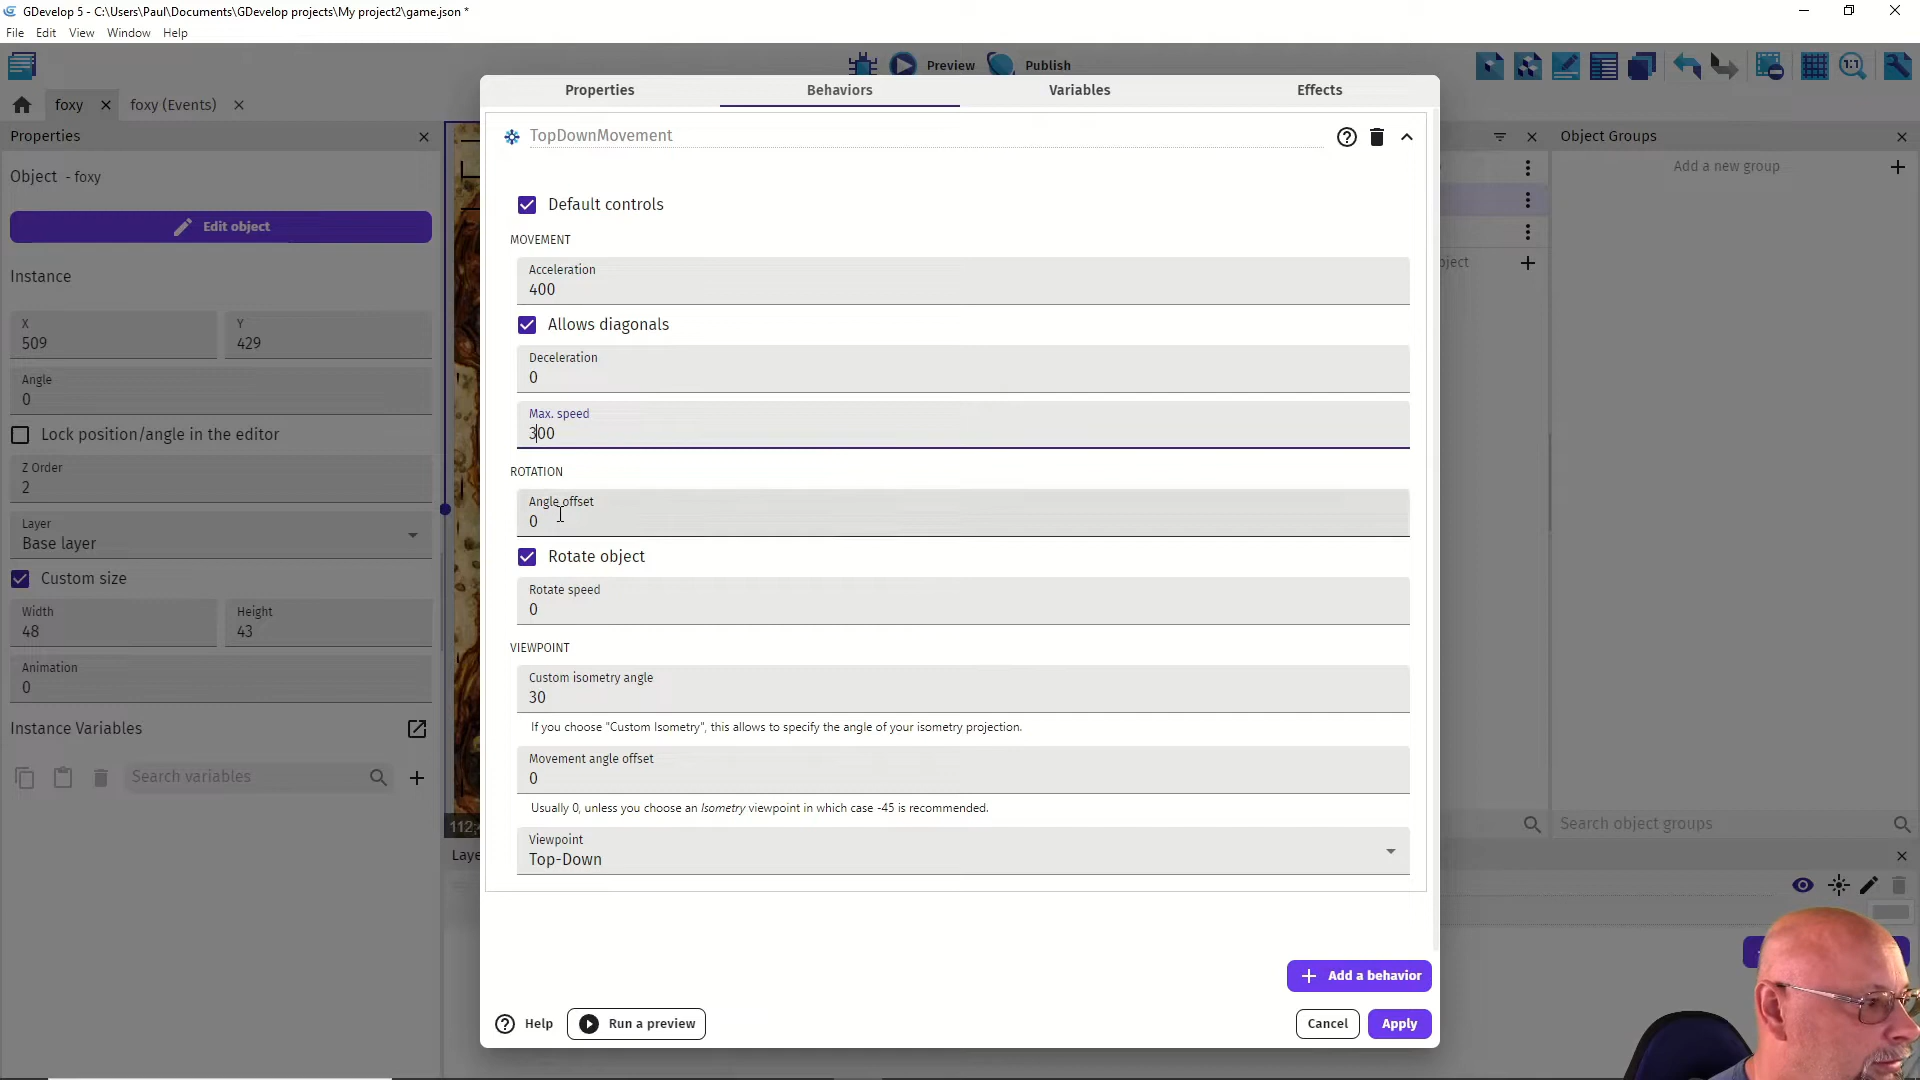 GDevelop 5 - C:\Users\Paul\Documents\GDevelop projects\My project2\game.json *
File Edit View Window Help
Preview Publish
1:1
foxy foxy (Events)
Properties
Object - foxy
Edit object
Instance
X
509
Y
429
Angle
0
Lock position/angle in the editor
Z Order
2
Layer
Base layer
Custom size
Width
48
Height
43
Animation
0
Instance Variables
Search variables
112;
Laye
Properties Behaviors Variables Effects
TopDownMovement
Default controls
MOVEMENT
Acceleration
400
Allows diagonals
Deceleration
0
Max. speed
300
ROTATION
Angle offset
0
Rotate object
Rotate speed
0
VIEWPOINT
Custom isometry angle
30
If you choose "Custom Isometry", this allows to specify the angle of your isometry projection.
Movement angle offset
0
Usually 0, unless you choose an Isometry viewpoint in which case -45 is recommended.
Viewpoint
Top-Down
Add a behavior
Help Run a preview Cancel Apply
Object Groups
Add a new group
bject
Search object groups